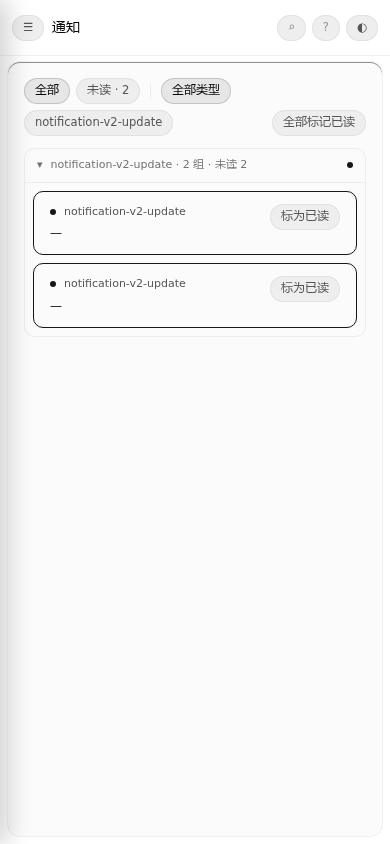 ☰ 通知 ⌕ ? ◐
全部 未读 · 2 全部类型
notification-v2-update 全部标记已读
▾ notification-v2-update · 2 组 · 未读 2
notification-v2-update 标为已读
—
notification-v2-update 标为已读
—